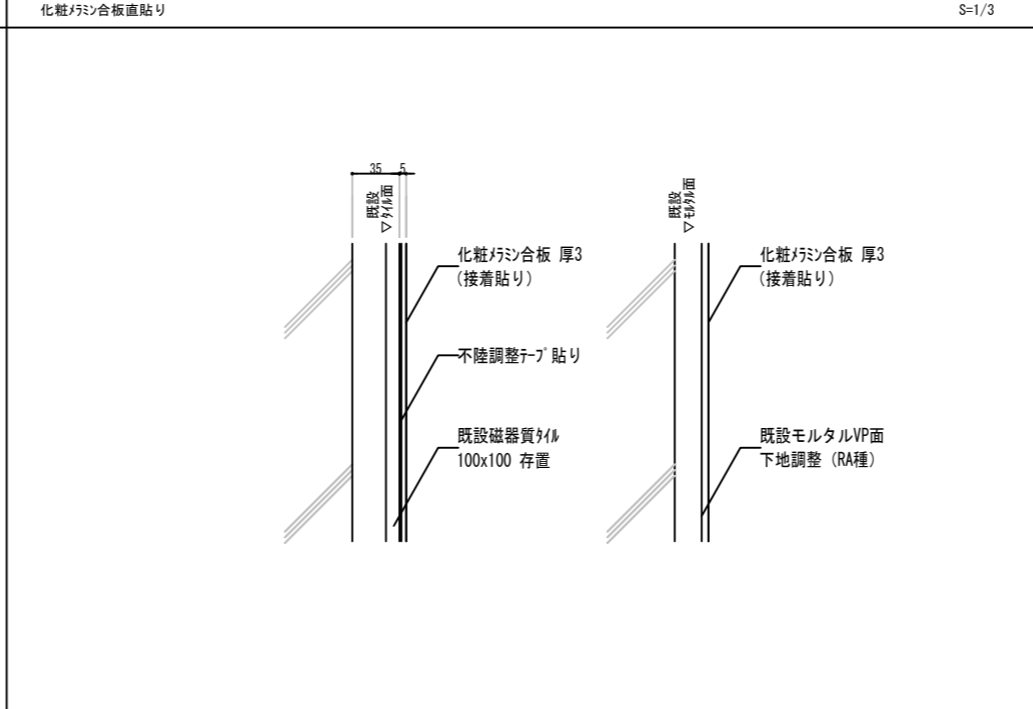 化粧ﾒﾗﾐﾝ合板直貼り
S=1/3
35 5
既設
▽ﾀｲﾙ面
既設
▽ﾓﾙﾀﾙ面
化粧ﾒﾗﾐﾝ合板 厚3
(接着貼り)
不陸調整ﾃｰﾌﾟ貼り
既設磁器質ﾀｲﾙ
100x100 存置
化粧ﾒﾗﾐﾝ合板 厚3
(接着貼り)
既設モルタルVP面
下地調整 (RA種)